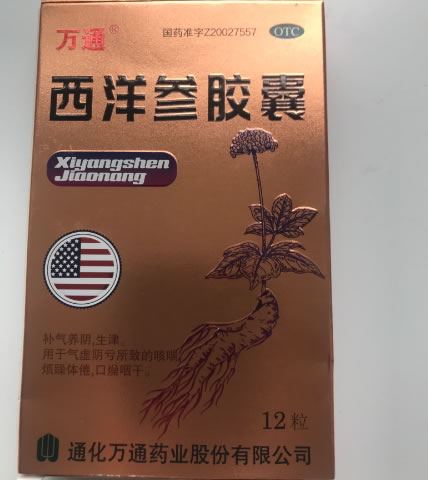 万通®
国药准字Z20027557
OTC
西洋参胶囊
Xiyangshen
Jiaonang
补气养阴,生津。
用于气虚阴亏所致的咳喘,
烦躁体倦,口燥咽干。
12粒
通化万通药业股份有限公司